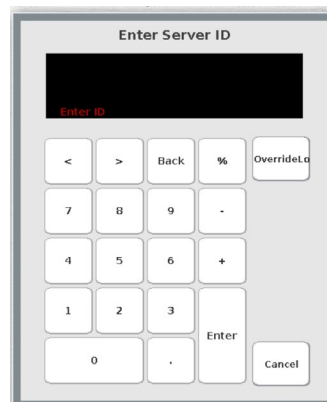 Enter Server ID
Enter ID
< > Back % OverrideLo
7 8 9 -
4 5 6 +
1 2 3
Enter
0 . Cancel